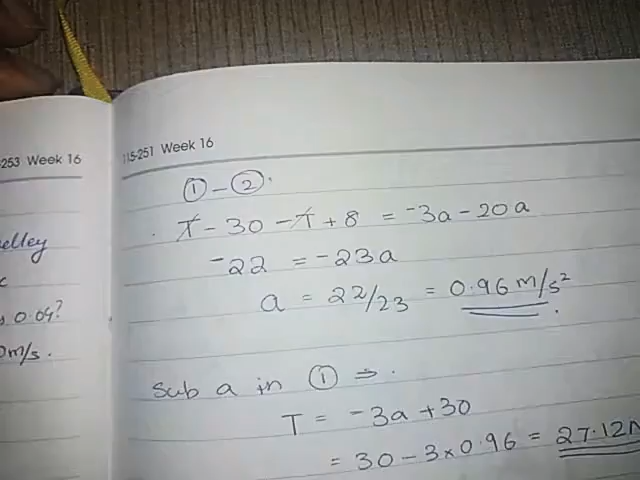 253 Week 16
115-251 Week 16
① - ②.
T - 30 - T + 8 = -3a - 20a
-22 = -23a
a = 22/23 = 0.96 m/s².
0.04?
m/s.
Sub a in ① ⇒.
T = -3a + 30
= 30 - 3 × 0.96 = 27.12N